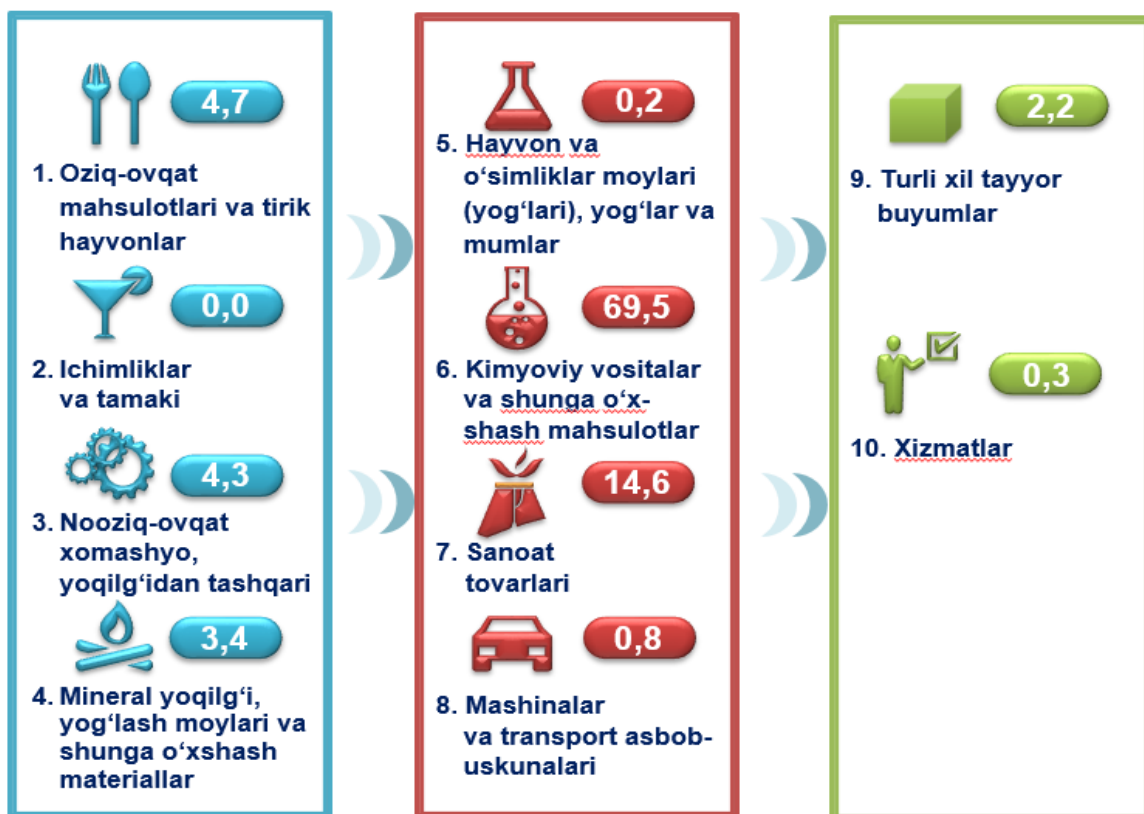 4,7
1. Oziq-ovqat
mahsulotlari va tirik
hayvonlar
0,0
2. Ichimliklar
va tamaki
4,3
3. Nooziq-ovqat
xomashyo,
yoqilg‘idan tashqari
3,4
4. Mineral yoqilg‘i,
yog‘lash moylari va
shunga o‘xshash
materiallar
0,2
5. Hayvon va
o‘simliklar moylari
(yog‘lari), yog‘lar va
mumlar
69,5
6. Kimyoviy vositalar
va shunga o‘x-
shash mahsulotlar
14,6
7. Sanoat
tovarlari
0,8
8. Mashinalar
va transport asbob-
uskunalari
2,2
9. Turli xil tayyor
buyumlar
0,3
10. Xizmatlar